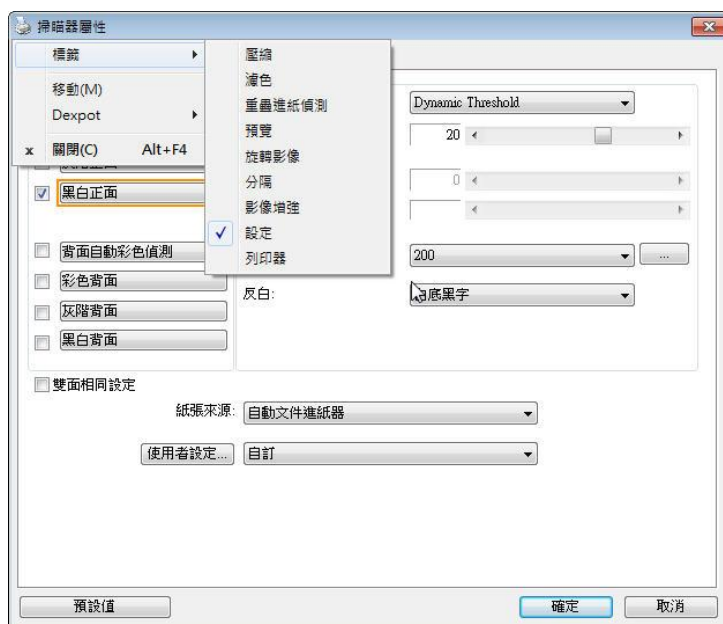 掃瞄器屬性
標籤
移動(M)
Dexpot
x 關閉(C) Alt+F4
壓縮
濾色
重疊進紙偵測
預覽
旋轉影像
分隔
影像增強
設定
列印器
Dynamic Threshold
20
黑白正面
0
背面自動彩色偵測
200
...
彩色背面
反白:
白底黑字
灰階背面
黑白背面
雙面相同設定
紙張來源: 自動文件進紙器
使用者設定... 自訂
預設值
確定
取消